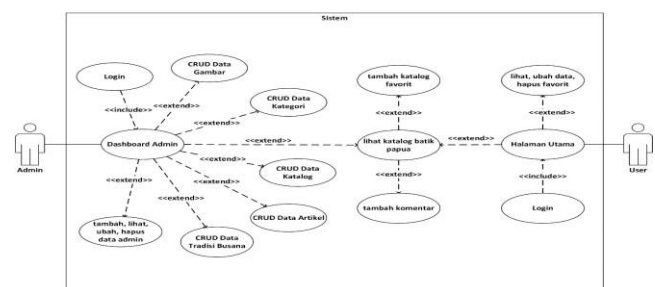 Sistem
Login
CRUD Data
Gambar
CRUD Data
Kategori
tambah katalog
favorit
lihat, ubah data,
hapus favorit
<<include>>
<<extend>>
<<extend>>
<<extend>>
<<extend>>
Admin
Dashboard Admin
<<extend>>
lihat katalog batik
papua
<<extend>>
Halaman Utama
User
<<extend>>
CRUD Data
Katalog
<<extend>>
<<extend>>
<<extend>>
<<extend>>
<<include>>
tambah, lihat,
ubah, hapus
data admin
CRUD Data
Tradisi Busana
CRUD Data Artikel
tambah komentar
Login